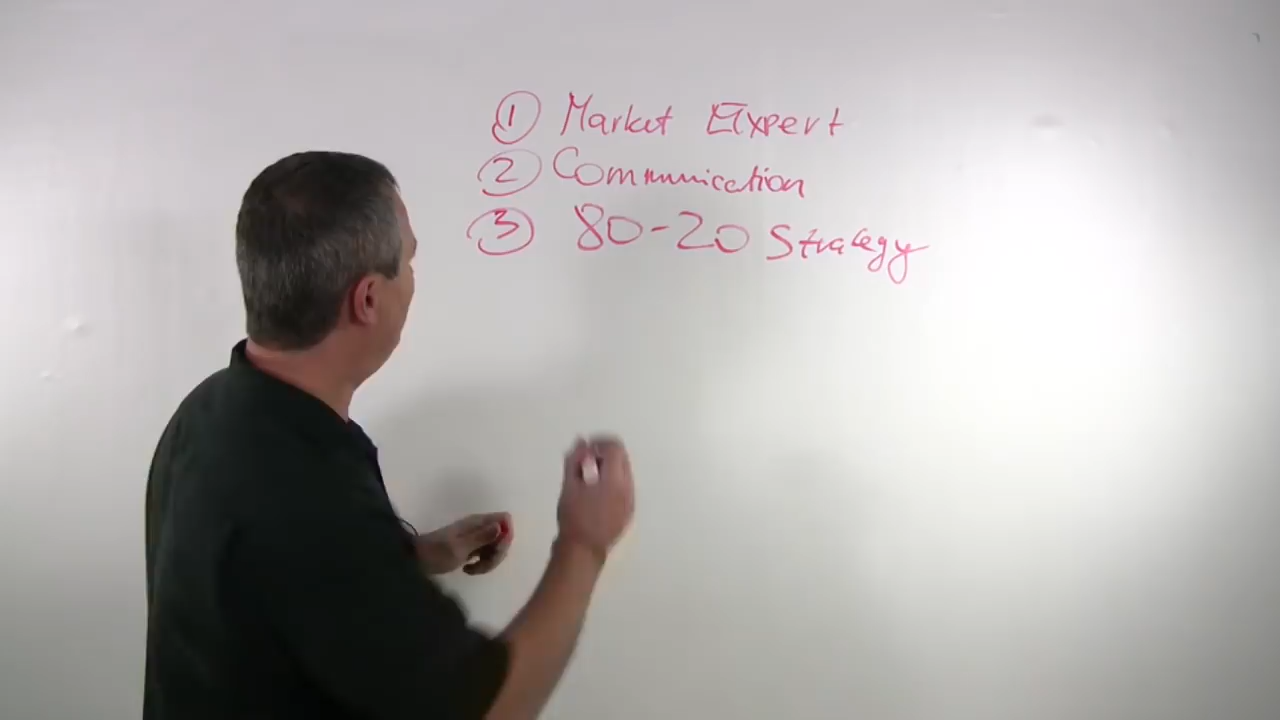 ① Market Expert
② Communication
③ 80-20 Strategy